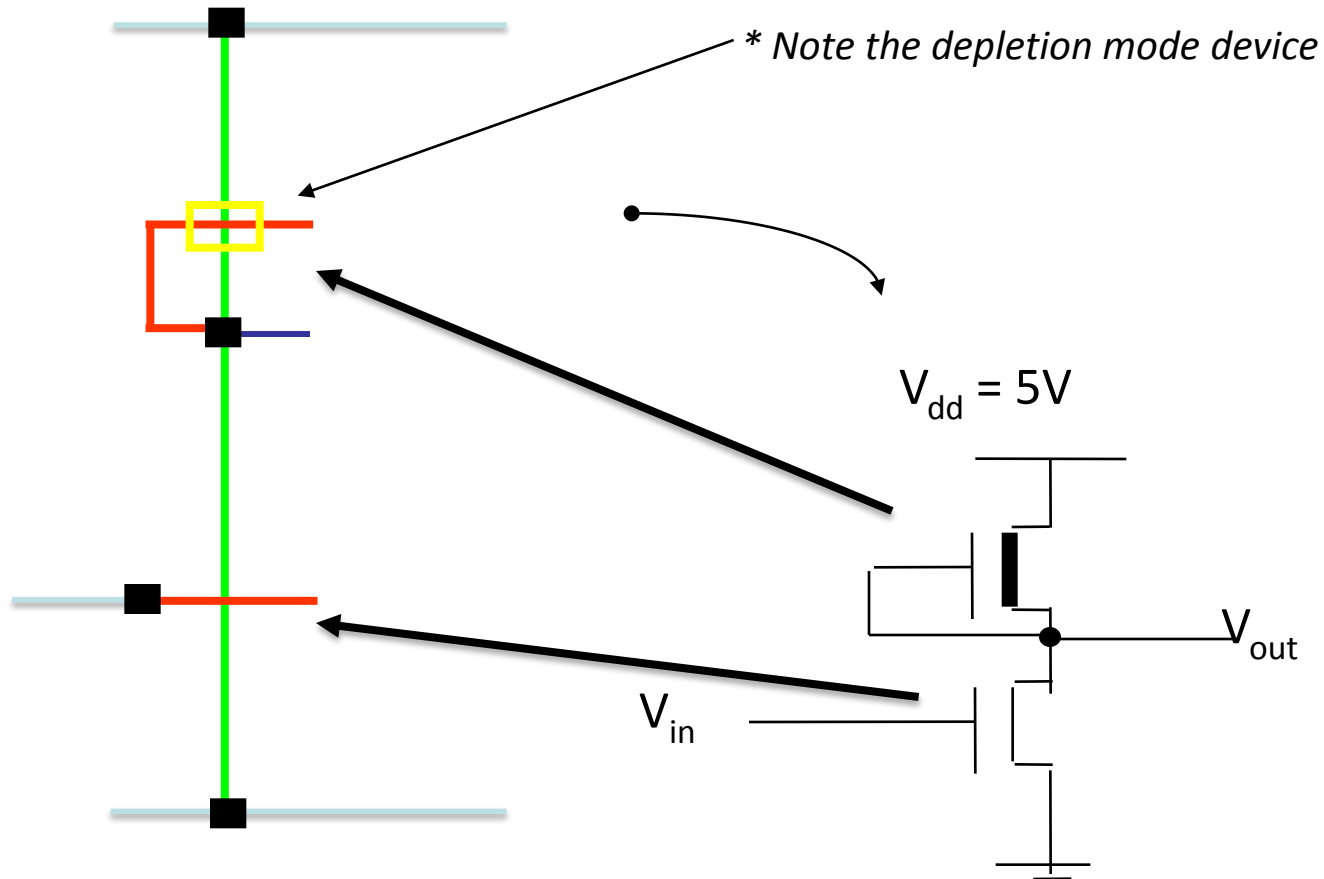 * Note the depletion mode device
Vdd = 5V
Vout
Vin